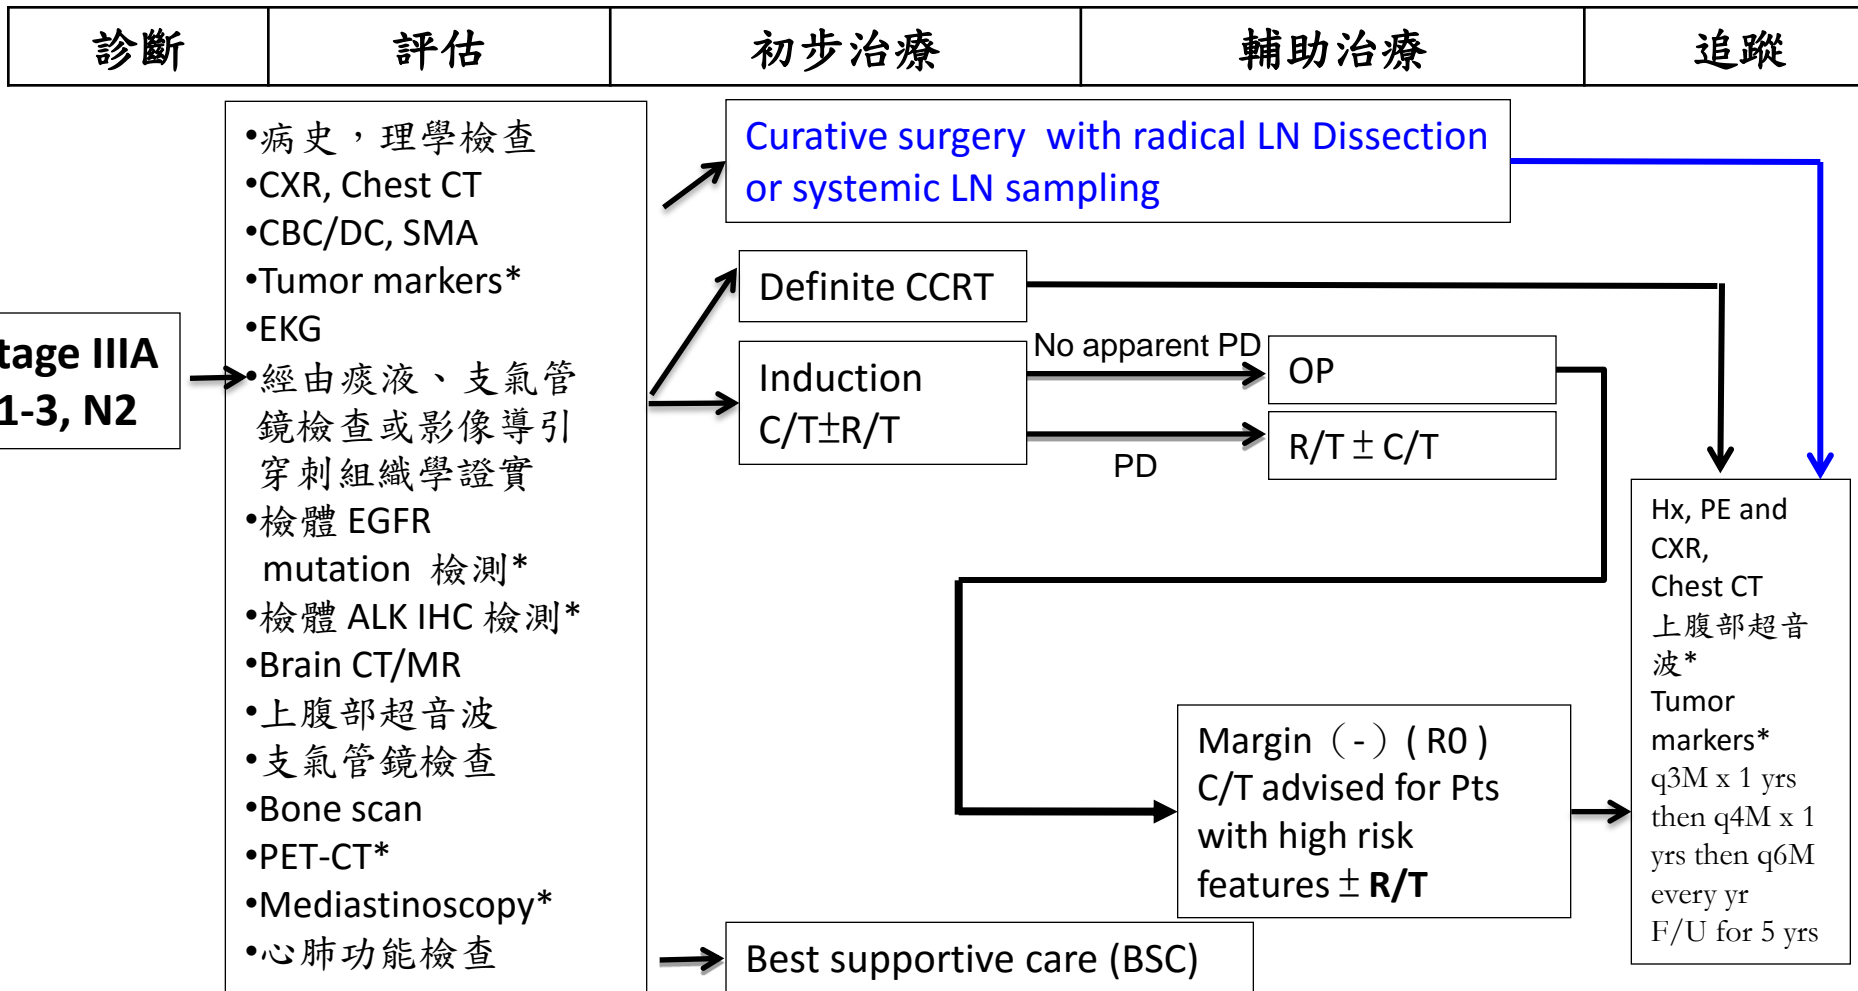 診斷
評估
初步治療
輔助治療
追蹤
tage IIIA
1-3, N2
•病史，理學檢查
•CXR, Chest CT
•CBC/DC, SMA
•Tumor markers*
•EKG
•經由痰液、支氣管
鏡檢查或影像導引
穿刺組織學證實
•檢體 EGFR
mutation 檢測*
•檢體 ALK IHC 檢測*
•Brain CT/MR
•上腹部超音波
•支氣管鏡檢查
•Bone scan
•PET-CT*
•Mediastinoscopy*
•心肺功能檢查
Curative surgery with radical LN Dissection
or systemic LN sampling
Definite CCRT
Induction
C/T±R/T
No apparent PD
PD
OP
R/T ± C/T
Margin（-）( R0 )
C/T advised for Pts
with high risk
features ± R/T
Best supportive care (BSC)
Hx, PE and
CXR,
Chest CT
上腹部超音
波*
Tumor
markers*
q3M x 1 yrs
then q4M x 1
yrs then q6M
every yr
F/U for 5 yrs